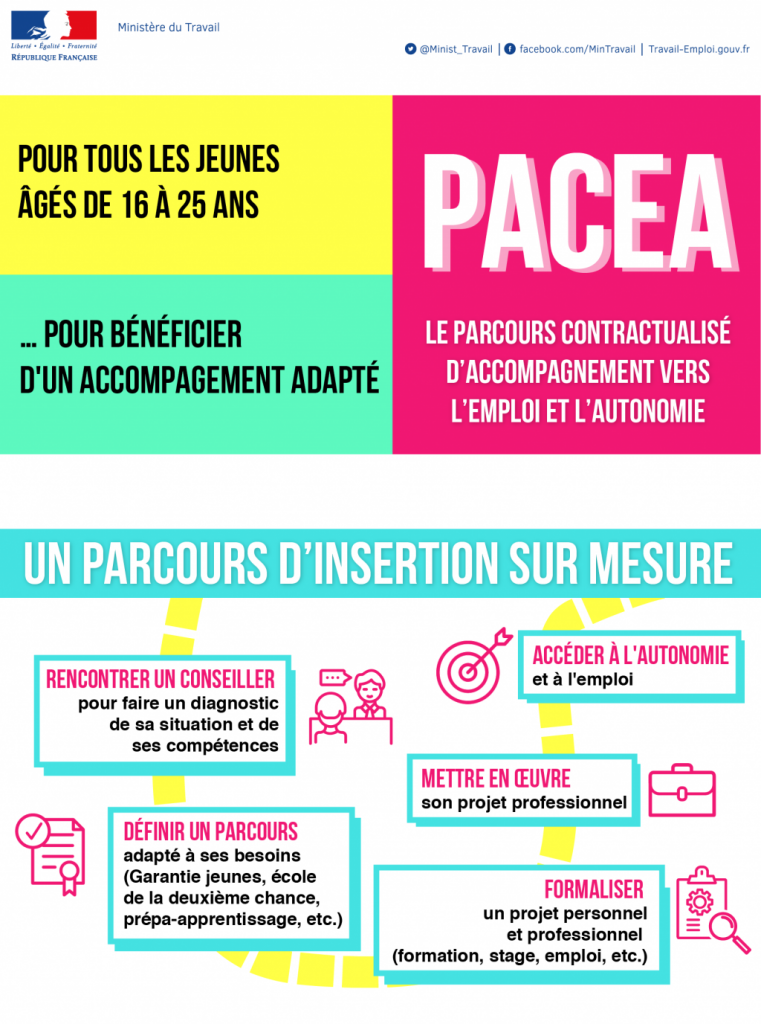 Liberté • Égalité • Fraternité
RÉPUBLIQUE FRANÇAISE
Ministère du Travail
@Minist_Travail | facebook.com/MinTravail | Travail-Emploi.gouv.fr
POUR TOUS LES JEUNES
ÂGÉS DE 16 À 25 ANS
... POUR BÉNÉFICIER
D'UN ACCOMPAGEMENT ADAPTÉ
PACEA
LE PARCOURS CONTRACTUALISÉ
D'ACCOMPAGNEMENT VERS
L'EMPLOI ET L'AUTONOMIE
UN PARCOURS D'INSERTION SUR MESURE
RENCONTRER UN CONSEILLER
pour faire un diagnostic
de sa situation et de
ses compétences
DÉFINIR UN PARCOURS
adapté à ses besoins
(Garantie jeunes, école
de la deuxième chance,
prépa-apprentissage, etc.)
FORMALISER
un projet personnel
et professionnel
(formation, stage, emploi, etc.)
METTRE EN ŒUVRE
son projet professionnel
ACCÉDER À L'AUTONOMIE
et à l'emploi